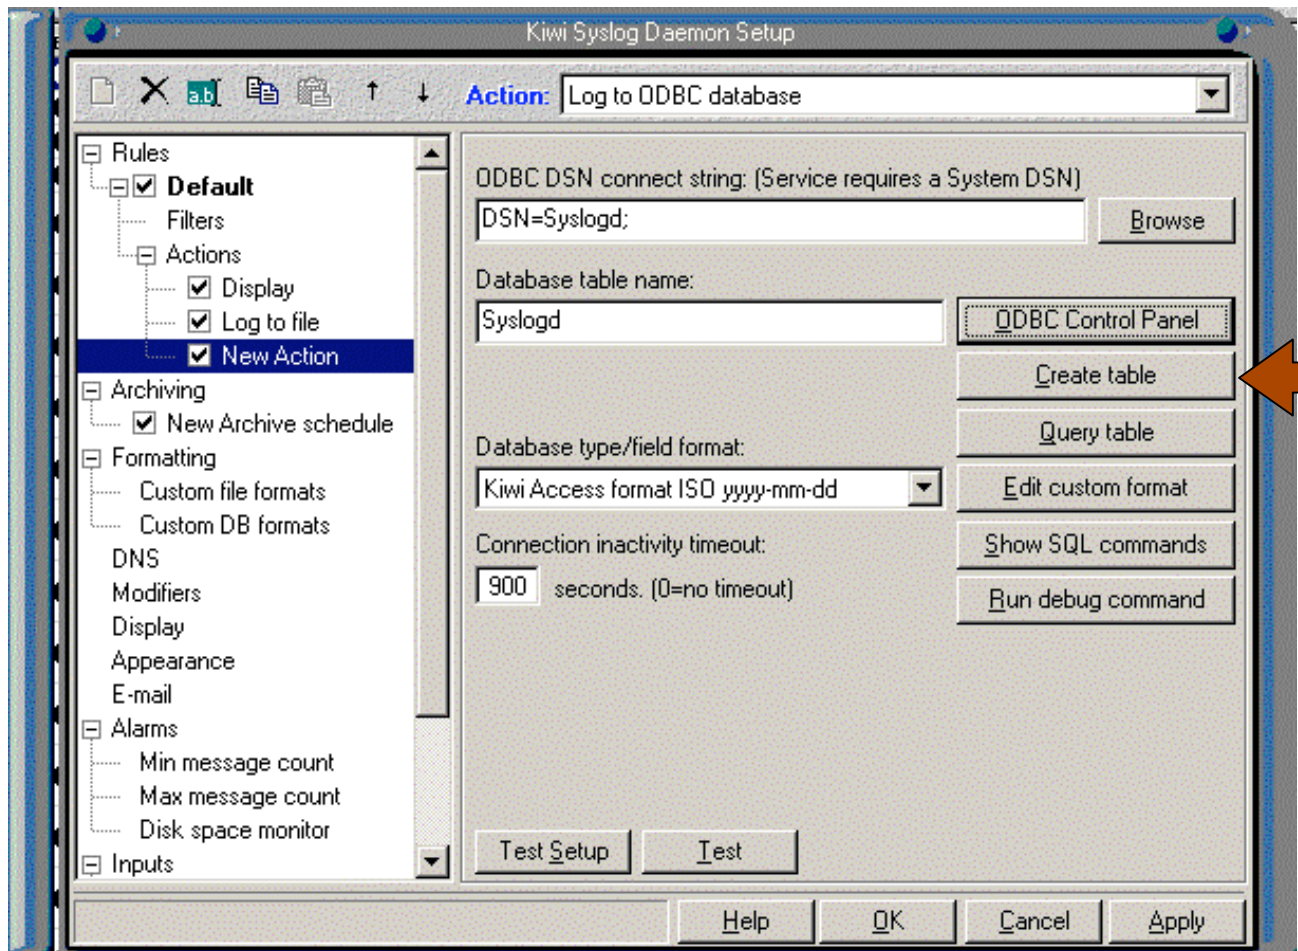 Kiwi Syslog Daemon Setup
a.b
Action: Log to ODBC database
Rules
Default
Filters
Actions
Display
Log to file
New Action
Archiving
New Archive schedule
Formatting
Custom file formats
Custom DB formats
DNS
Modifiers
Display
Appearance
E-mail
Alarms
Min message count
Max message count
Disk space monitor
Inputs
ODBC DSN connect string: (Service requires a System DSN)
DSN=Syslogd;
Browse
Database table name:
Syslogd
ODBC Control Panel
Create table
Query table
Database type/field format:
Kiwi Access format ISO yyyy-mm-dd
Edit custom format
Connection inactivity timeout:
Show SQL commands
900 seconds. (0=no timeout)
Run debug command
Test Setup
Test
Help
OK
Cancel
Apply